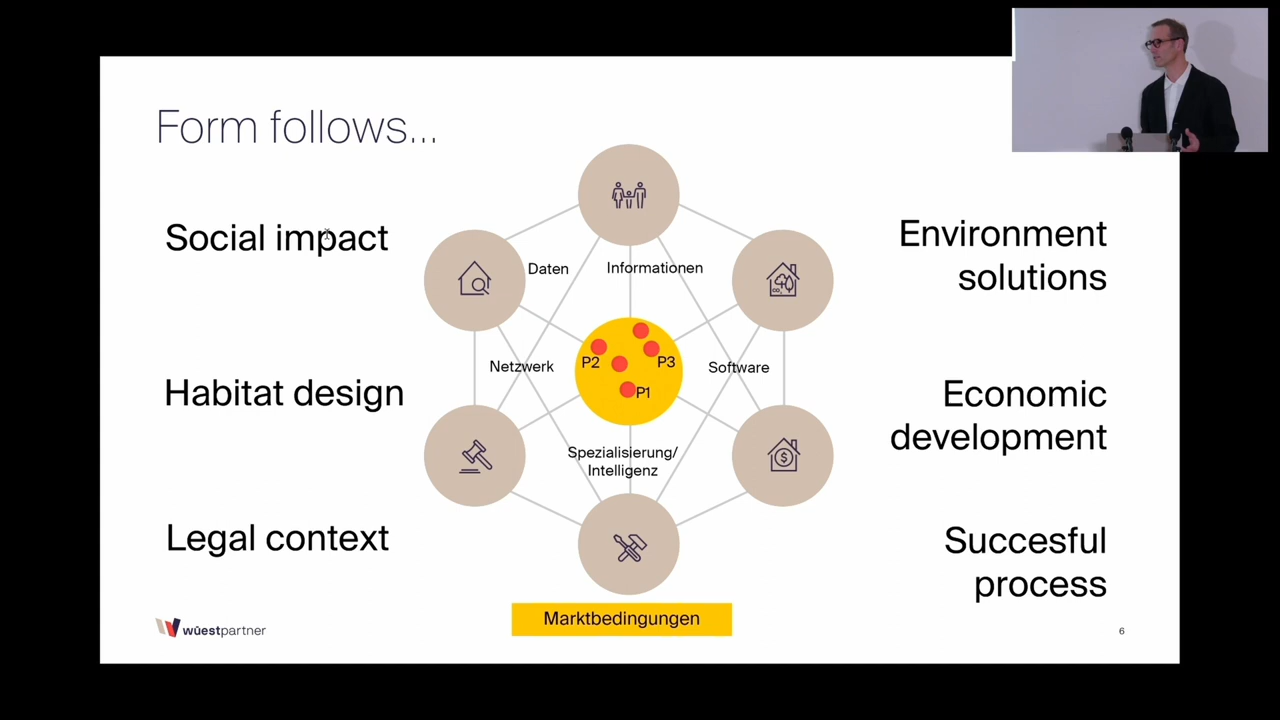 Form follows...
Social impact
Habitat design
Legal context
Daten
Informationen
Netzwerk
Software
P2
P3
P1
Spezialisierung/
Intelligenz
CO₂
$
Marktbedingungen
Environment
solutions
Economic
development
Succesful
process
wüestpartner
6